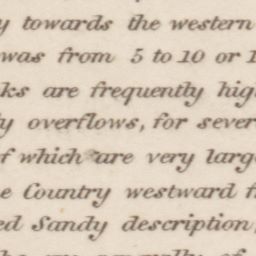 y towards the western
was from 5 to 10 or 1
ks are frequently hig
y overflows, for sever
f which are very larg
e Country westward f
ed Sandy description,